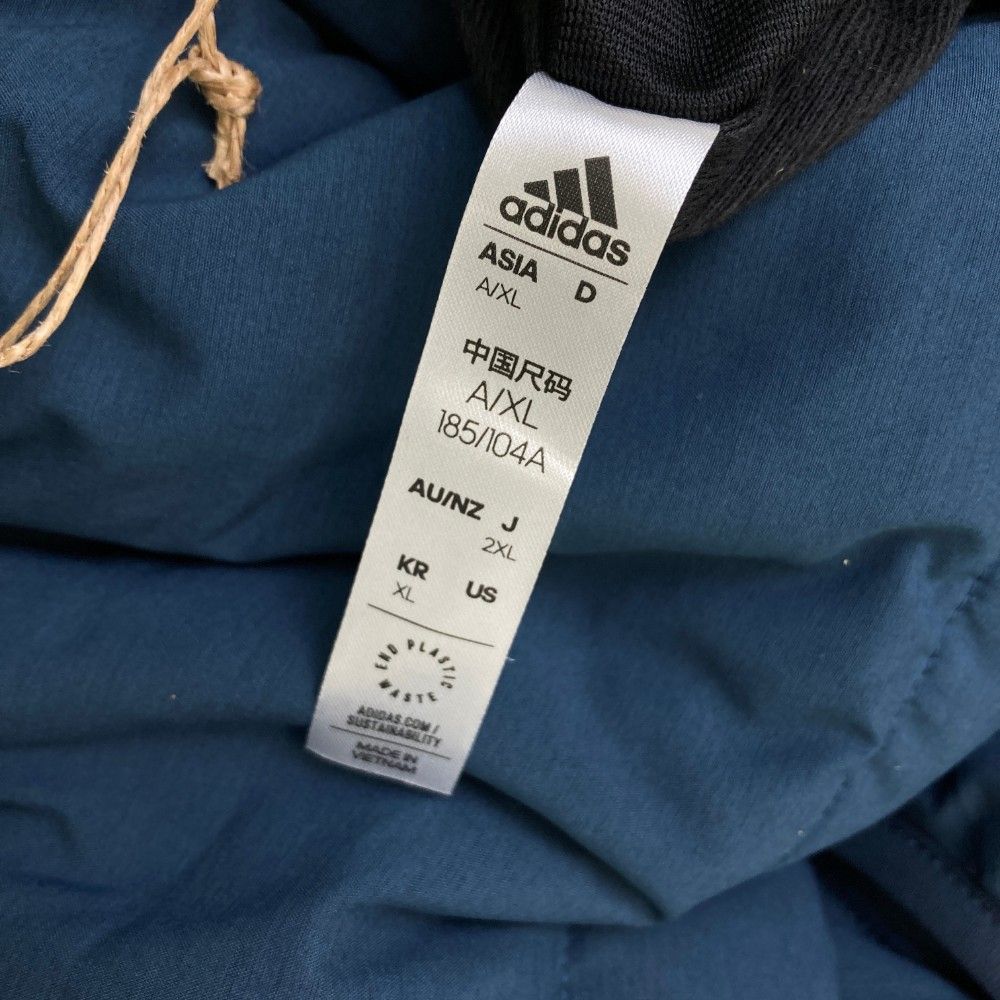 adidas
ASIA D
A/XL
中国尺码
A/XL
185/104A
AU/NZ J
2XL
KR US
XL
END PLASTIC WASTE
ADIDAS.COM/
SUSTAINABILITY
MADE IN
VIETNAM